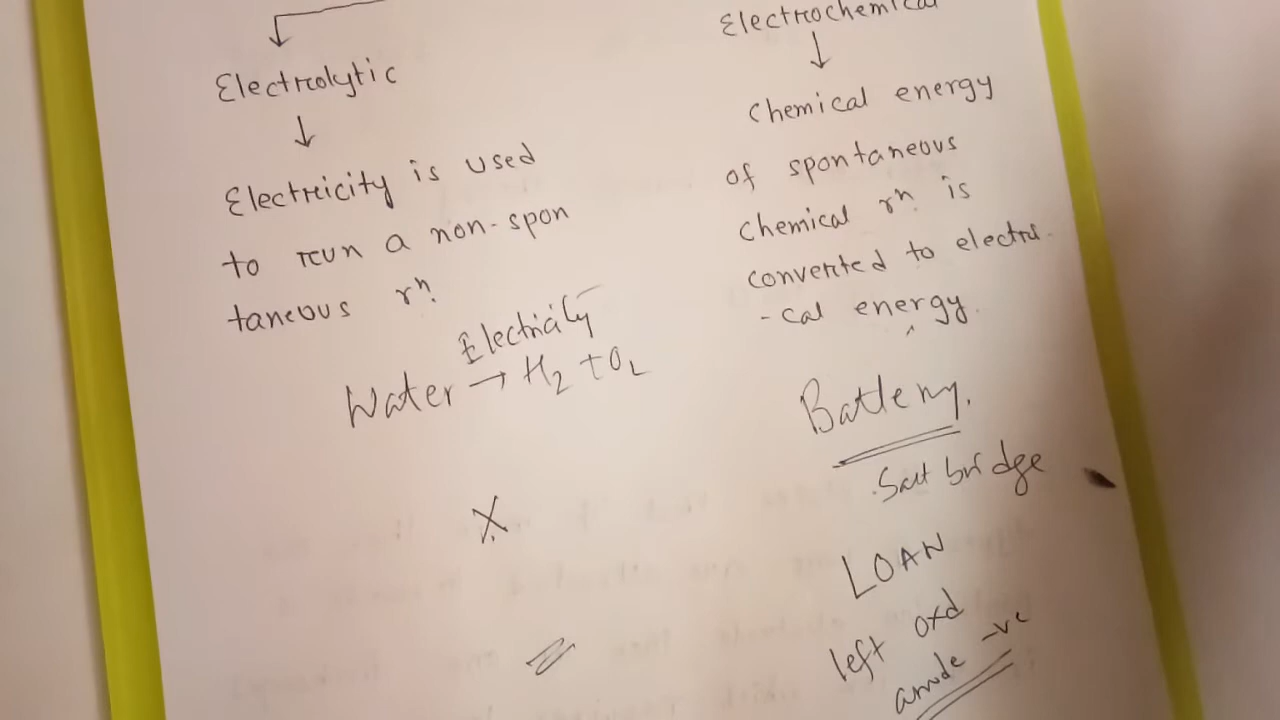 Electrolytic
↓
Electricity is used
to run a non-spon
taneous rⁿ.
Electricity
Water → H₂ + O₂
X
Electrochemical
↓
Chemical energy
of spontaneous
chemical rⁿ. is
converted to electri
-cal energy.
Battery.
Salt bridge
LOAN
left oxd
anode -ve